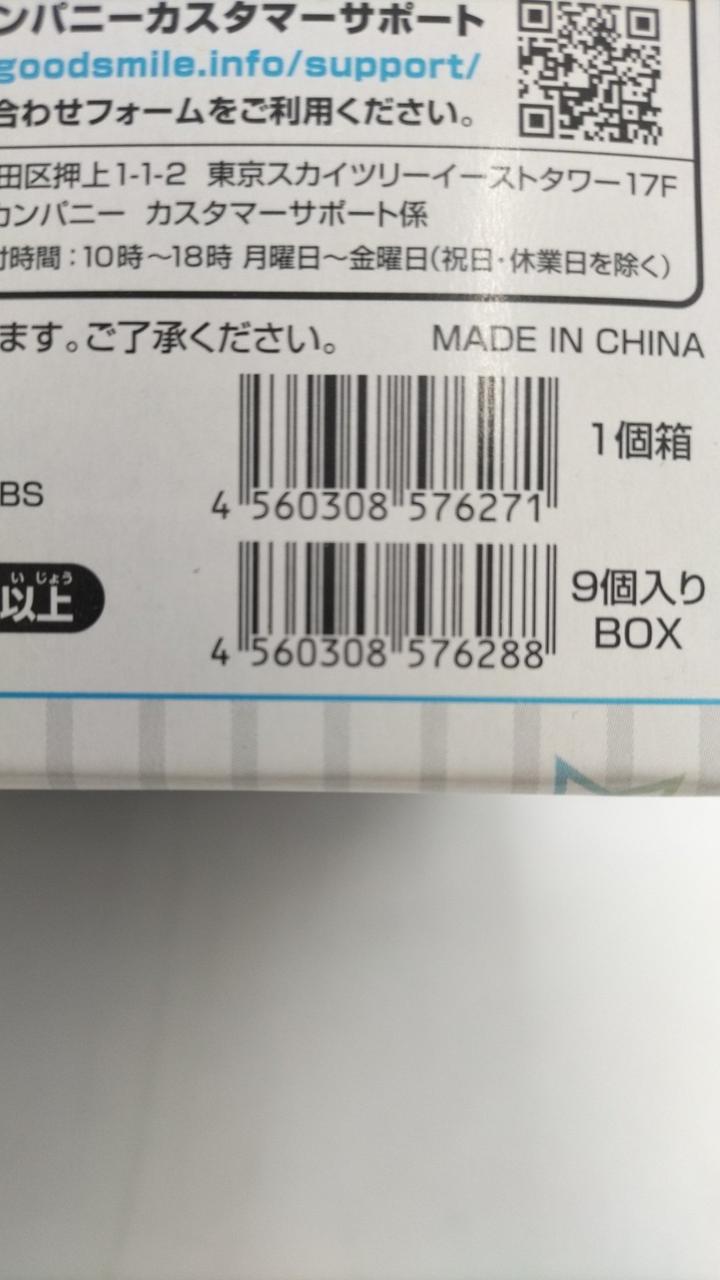 ンパニーカスタマーサポート
goodsmile.info/support/
合わせフォームをご利用ください。
田区押上1-1-2 東京スカイツリーイーストタワー17F
カンパニー カスタマーサポート係
付時間：10時～18時 月曜日～金曜日(祝日・休業日を除く)
ます。ご了承ください。 MADE IN CHINA
1個箱
BS
4 560308 576271
い じょう
以上
9個入り
BOX
4 560308 576288